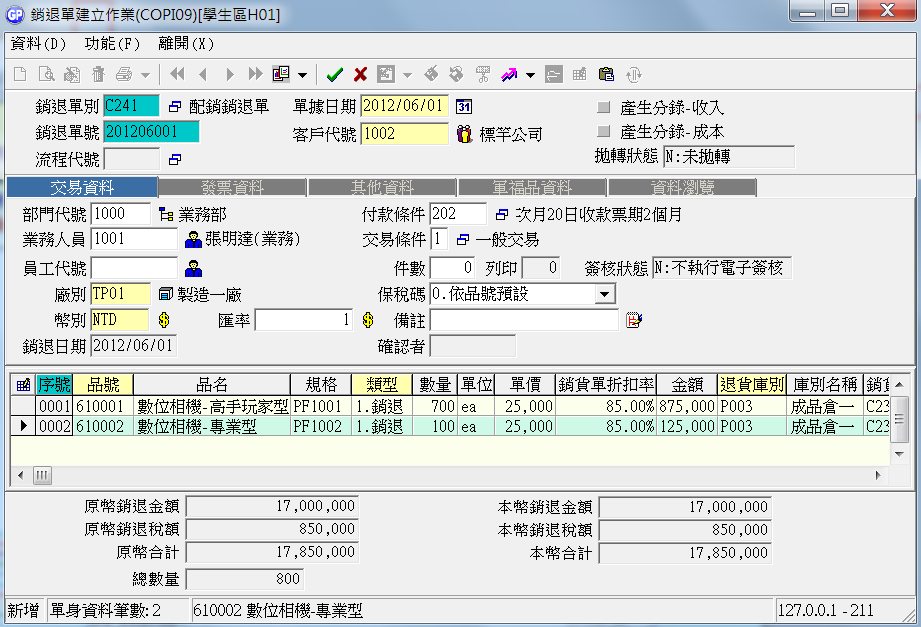 GP 銷退單建立作業(COPI09)[學生區H01]
資料(D) 功能(F) 離開(X)
銷退單別 C241 配銷銷退單 單據日期 2012/06/01 31 產生分錄-收入
銷退單號 201206001 客戶代號 1002 標竿公司 產生分錄-成本
流程代號 拋轉狀態 N:未拋轉
交易資料 發票資料 其他資料 軍福品資料 資料瀏覽
部門代號 1000 業務部 付款條件 202 次月20日收款票期2個月
業務人員 1001 張明達(業務) 交易條件 1 一般交易
員工代號 件數 0 列印 0 簽核狀態 N:不執行電子簽核
廠別 TP01 製造一廠 保稅碼 0.依品號預設
幣別 NTD 匯率 1 備註
銷退日期 2012/06/01 確認者
序號 品號 品名 規格 類型 數量 單位 單價 銷貨單折扣率 金額 退貨庫別 庫別名稱 銷貨
0001 610001 數位相機-高手玩家型 PF1001 1.銷退 700 ea 25,000 85.00% 875,000 P003 成品倉一 C23
0002 610002 數位相機-專業型 PF1002 1.銷退 100 ea 25,000 85.00% 125,000 P003 成品倉一 C23
原幣銷退金額 17,000,000 本幣銷退金額 17,000,000
原幣銷退稅額 850,000 本幣銷退稅額 850,000
原幣合計 17,850,000 本幣合計 17,850,000
總數量 800
新增 單身資料筆數: 2 610002 數位相機-專業型 127.0.0.1 - 211